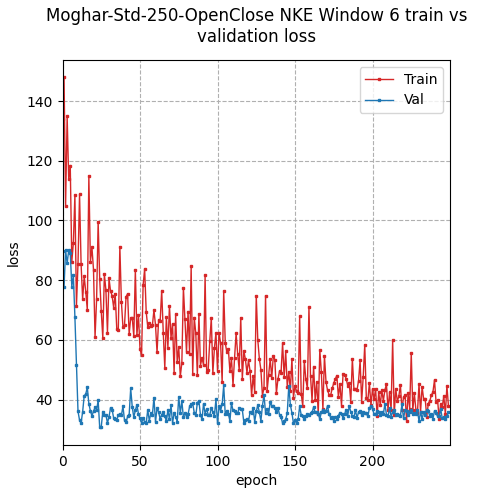 Moghar-Std-250-OpenClose NKE Window 6 train vs
validation loss
Train
Val
loss
140
120
100
80
60
40
0
50
100
150
200
epoch